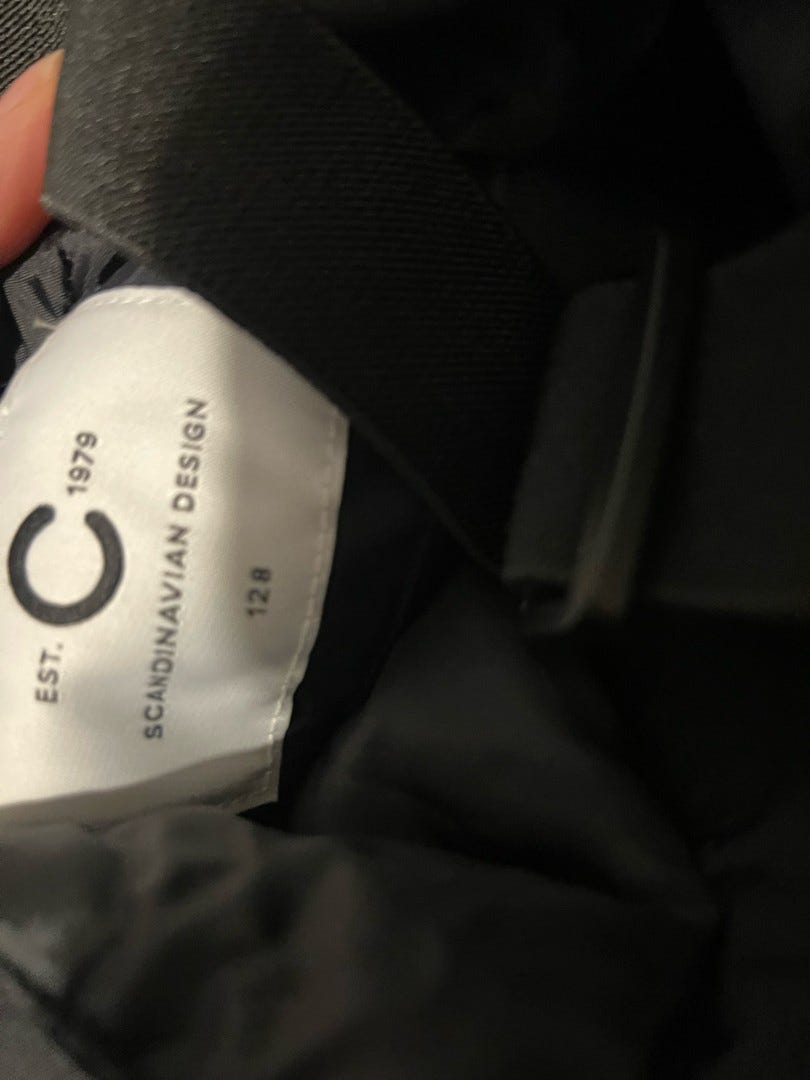 EST. C 1979
SCANDINAVIAN DESIGN
128